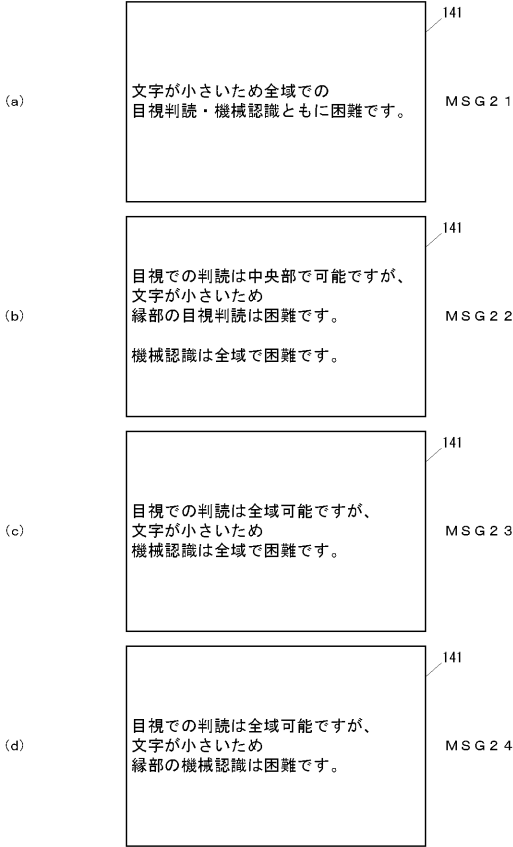 141
(a)
文字が小さいため全域での
目視判読・機械認識ともに困難です。
MSG21
141
(b)
目視での判読は中央部で可能ですが、
文字が小さいため
縁部の目視判読は困難です。
機械認識は全域で困難です。
MSG22
141
(c)
目視での判読は全域可能ですが、
文字が小さいため
機械認識は全域で困難です。
MSG23
141
(d)
目視での判読は全域可能ですが、
文字が小さいため
縁部の機械認識は困難です。
MSG24